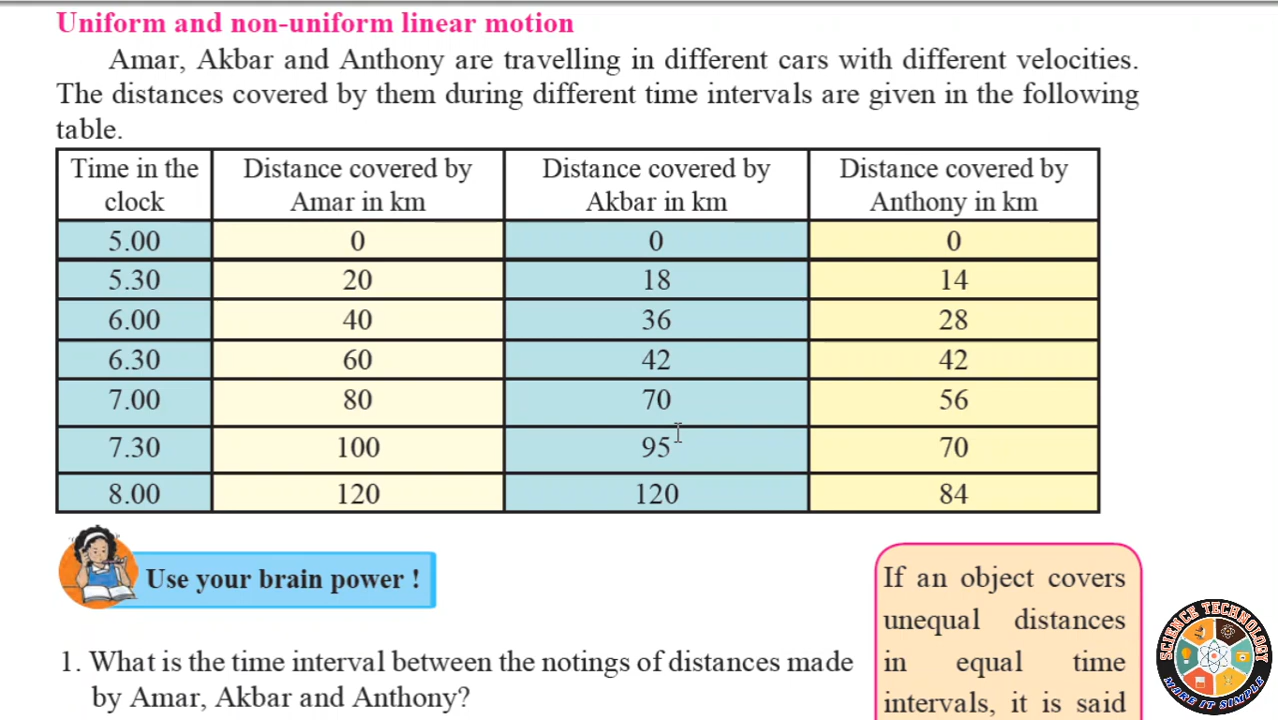 Uniform and non-uniform linear motion
Amar, Akbar and Anthony are travelling in different cars with different velocities.
The distances covered by them during different time intervals are given in the following
table.
Time in the clock Distance covered by Amar in km Distance covered by Akbar in km Distance covered by Anthony in km
5.00 0 0 0
5.30 20 18 14
6.00 40 36 28
6.30 60 42 42
7.00 80 70 56
7.30 100 95 70
8.00 120 120 84
Use your brain power !
1. What is the time interval between the notings of distances made
by Amar, Akbar and Anthony?
If an object covers
unequal distances
in equal time
intervals, it is said
SCIENCE TECHNOLOGY
MAKE IT SIMPLE